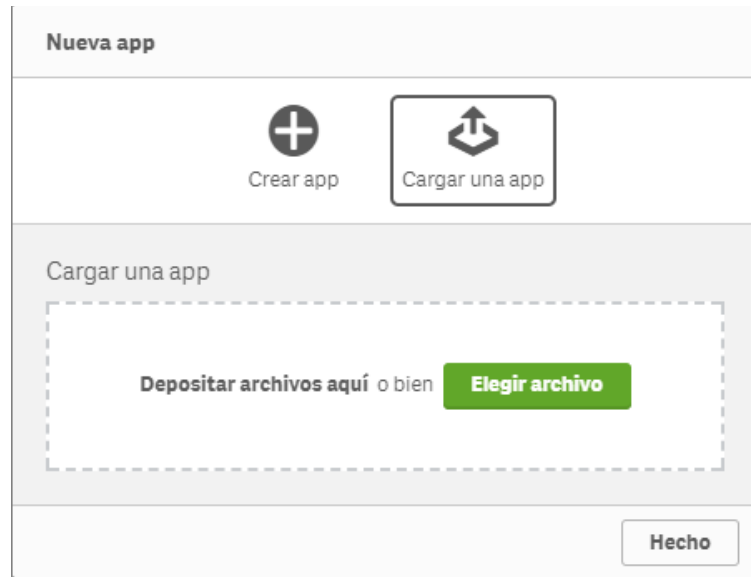 Nueva app
Crear app
Cargar una app
Cargar una app
Depositar archivos aquí o bien Elegir archivo
Hecho